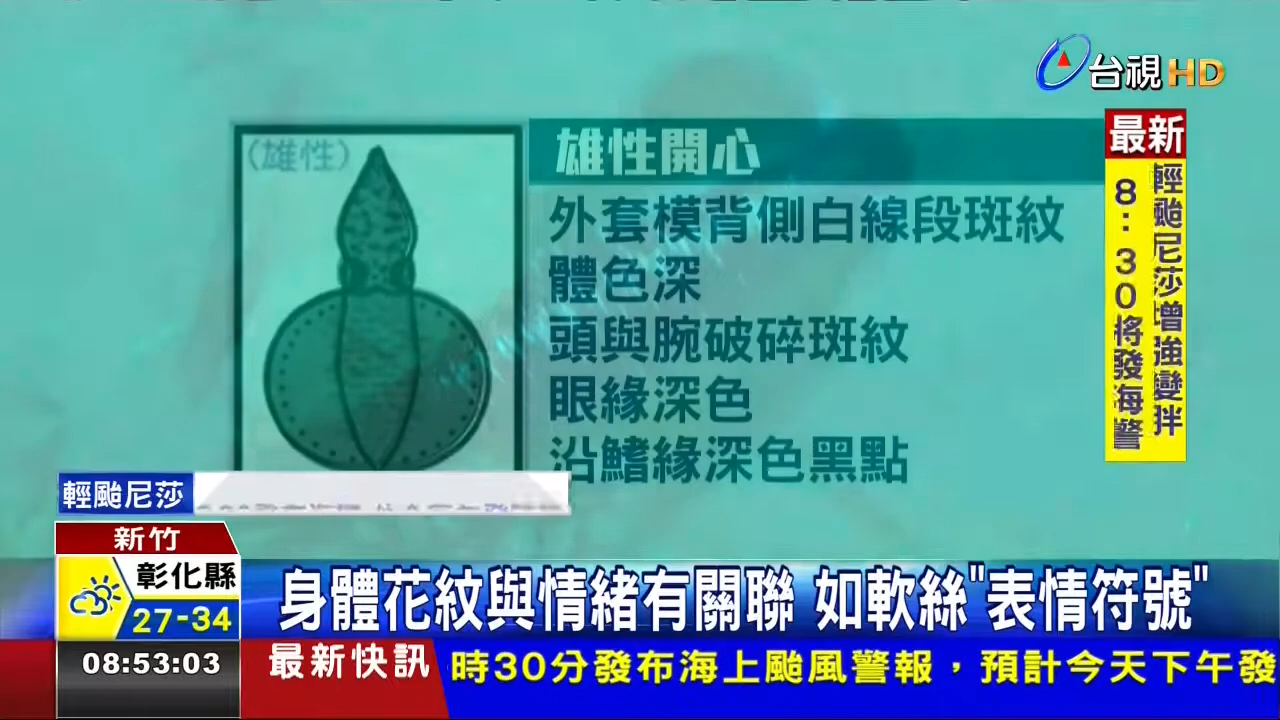 台視HD
最新
輕颱尼莎增強變拌
8：30將發海警
(雄性)
雄性開心
外套模背側白線段斑紋
體色深
頭與腕破碎斑紋
眼緣深色
沿鰭緣深色黑點
輕颱尼莎
新竹
彰化縣
27-34
08:53:03
身體花紋與情緒有關聯 如軟絲"表情符號"
最新快訊
時30分發布海上颱風警報，預計今天下午發